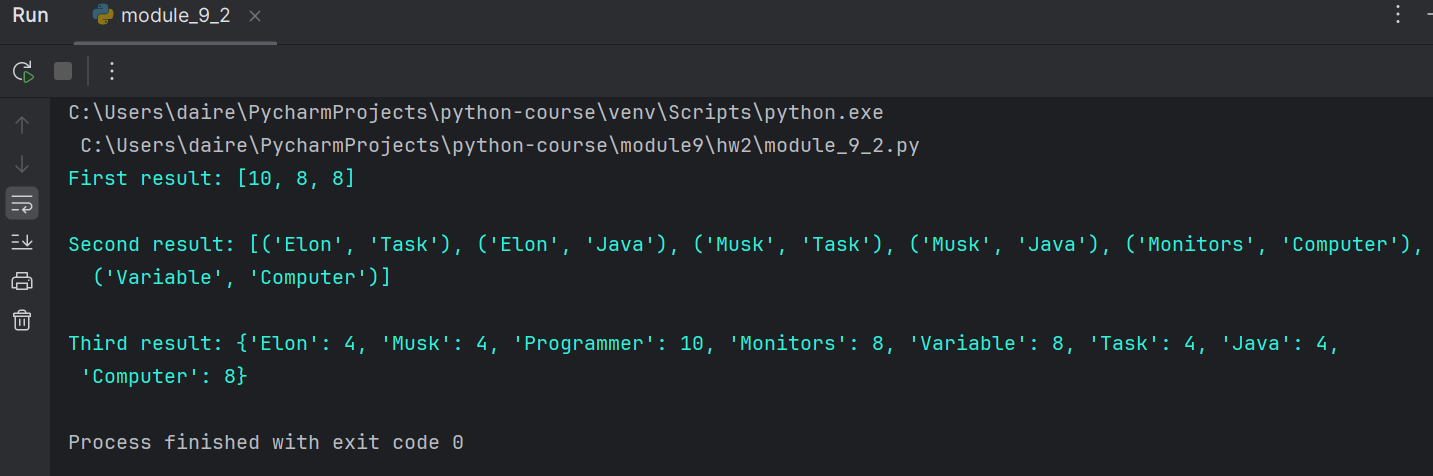 Run module_9_2
C:\Users\daire\PycharmProjects\python-course\venv\Scripts\python.exe
C:\Users\daire\PycharmProjects\python-course\module9\hw2\module_9_2.py
First result: [10, 8, 8]
Second result: [('Elon', 'Task'), ('Elon', 'Java'), ('Musk', 'Task'), ('Musk', 'Java'), ('Monitors', 'Computer'),
('Variable', 'Computer')]
Third result: {'Elon': 4, 'Musk': 4, 'Programmer': 10, 'Monitors': 8, 'Variable': 8, 'Task': 4, 'Java': 4,
'Computer': 8}
Process finished with exit code 0